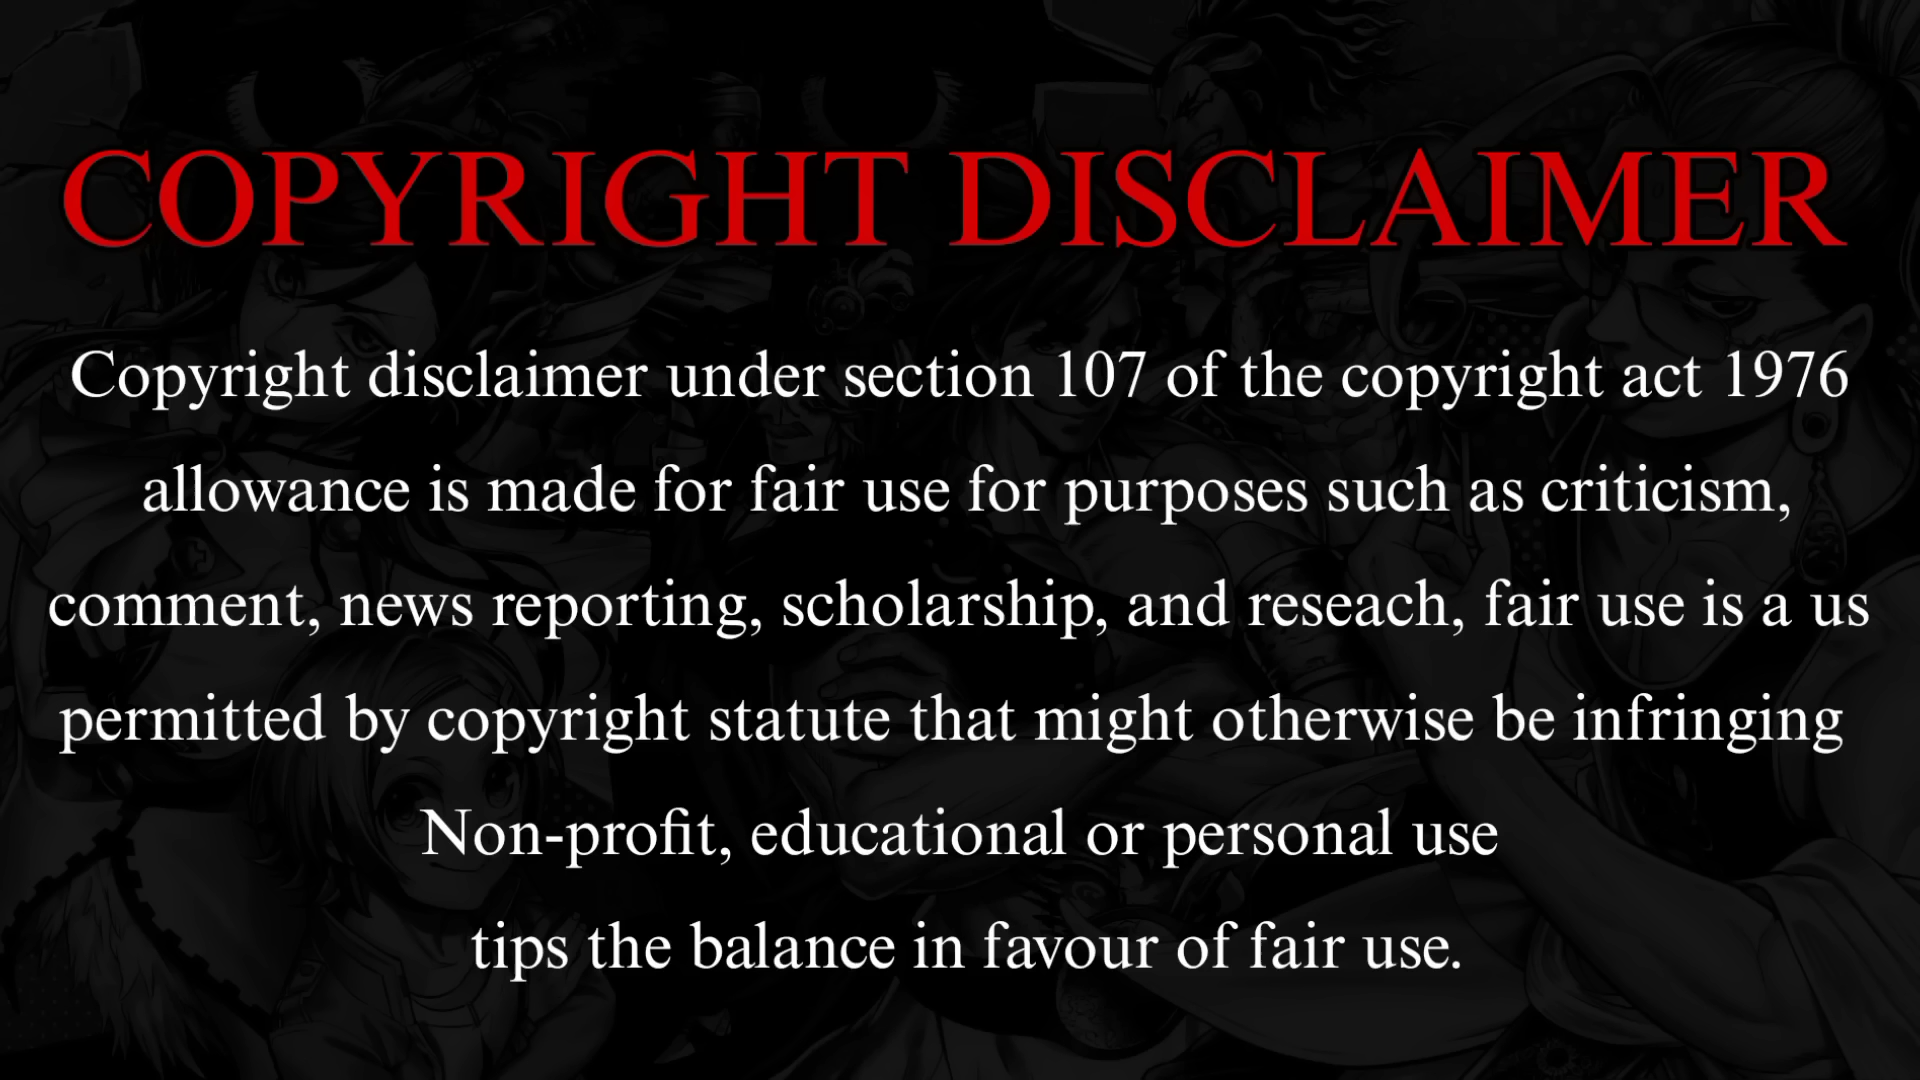 COPYRIGHT DISCLAIMER
Copyright disclaimer under section 107 of the copyright act 1976
allowance is made for fair use for purposes such as criticism,
comment, news reporting, scholarship, and reseach, fair use is a us
permitted by copyright statute that might otherwise be infringing
Non-profit, educational or personal use
tips the balance in favour of fair use.